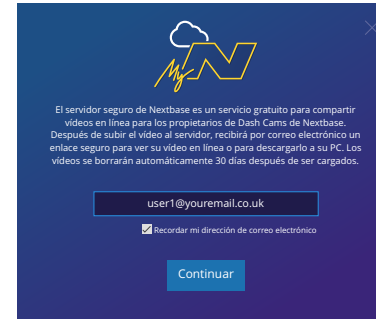 My N
El servidor seguro de Nextbase es un servicio gratuito para compartir
vídeos en línea para los propietarios de Dash Cams de Nextbase.
Después de subir el vídeo al servidor, recibirá por correo electrónico un
enlace seguro para ver su vídeo en línea o para descargarlo a su PC. Los
vídeos se borrarán automáticamente 30 días después de ser cargados.
user1@youremail.co.uk
Recordar mi dirección de correo electrónico
Continuar